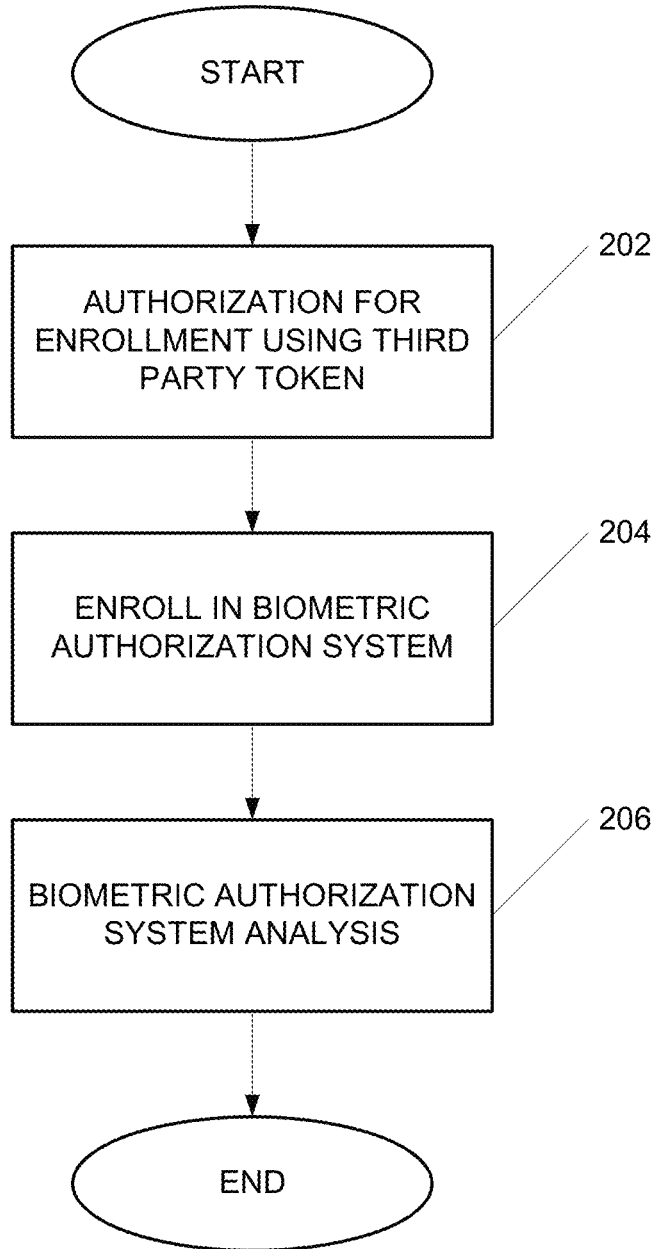 START
202
AUTHORIZATION FOR
ENROLLMENT USING THIRD
PARTY TOKEN
204
ENROLL IN BIOMETRIC
AUTHORIZATION SYSTEM
206
BIOMETRIC AUTHORIZATION
SYSTEM ANALYSIS
END